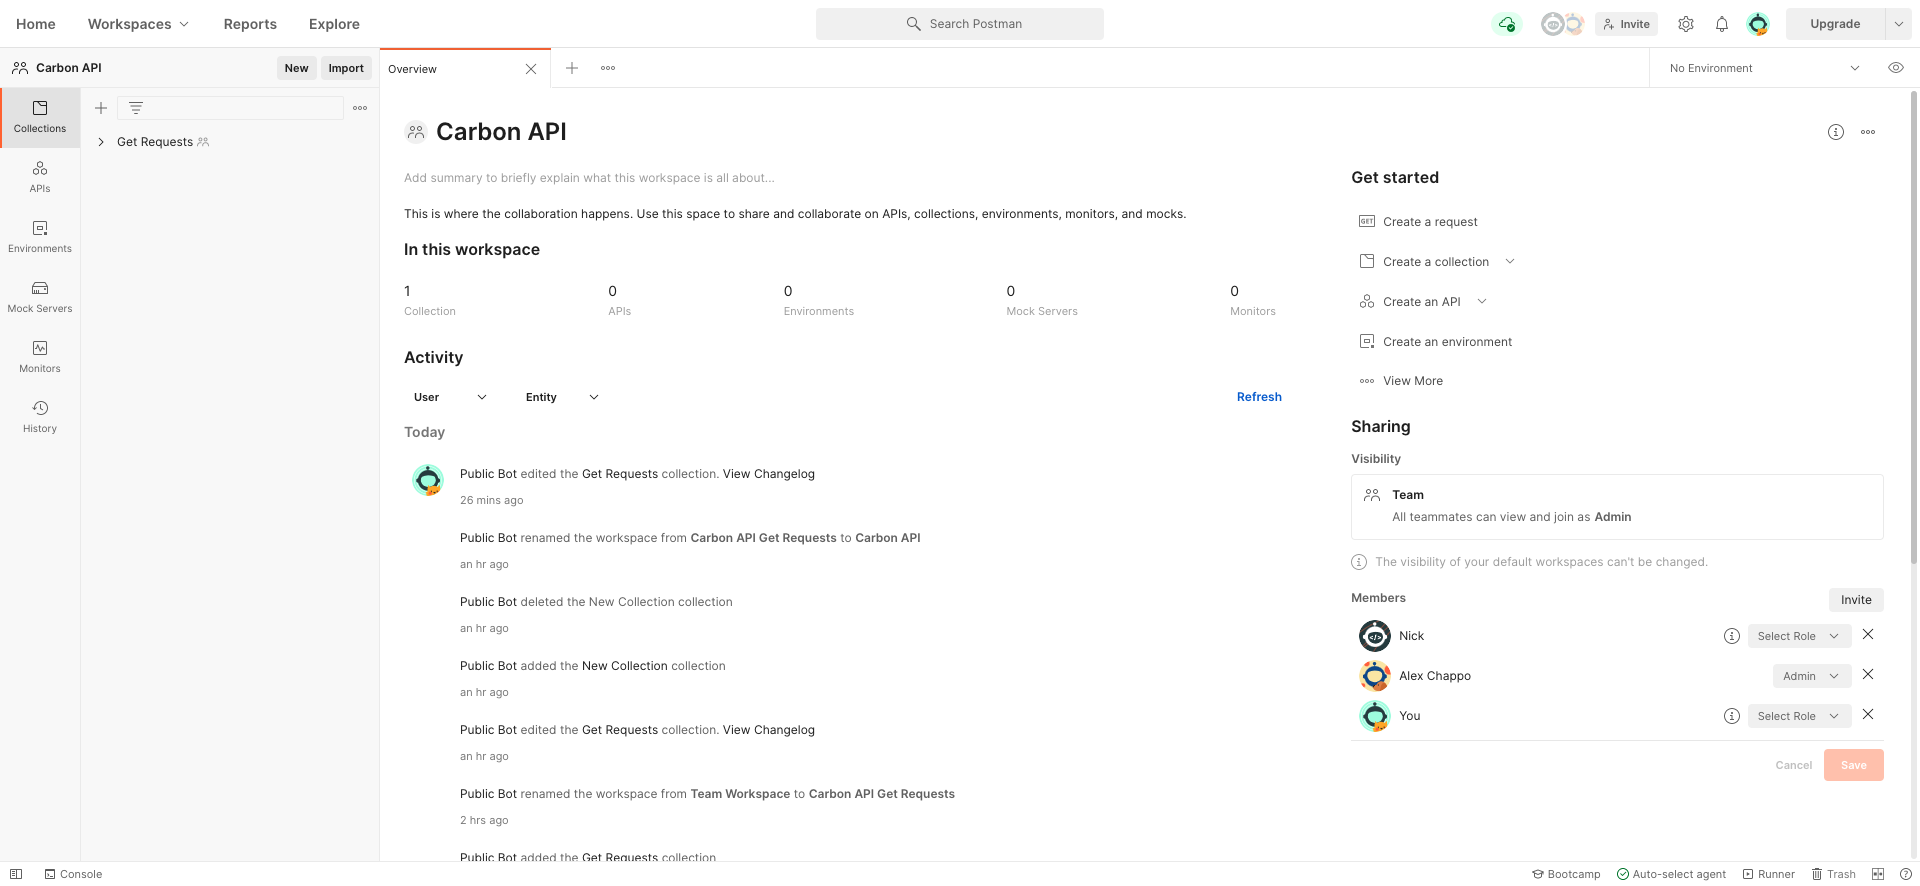 Home Workspaces Reports Explore
Search Postman
Invite
Upgrade
Carbon API
New Import
Overview
No Environment
Collections
APIs
Environments
Mock Servers
Monitors
History
Get Requests
Carbon API
Add summary to briefly explain what this workspace is all about...
This is where the collaboration happens. Use this space to share and collaborate on APIs, collections, environments, monitors, and mocks.
In this workspace
1 0 0 0 0
Collection APIs Environments Mock Servers Monitors
Activity
User Entity Refresh
Today
Public Bot edited the Get Requests collection. View Changelog
26 mins ago
Public Bot renamed the workspace from Carbon API Get Requests to Carbon API
an hr ago
Public Bot deleted the New Collection collection
an hr ago
Public Bot added the New Collection collection
an hr ago
Public Bot edited the Get Requests collection. View Changelog
an hr ago
Public Bot renamed the workspace from Team Workspace to Carbon API Get Requests
2 hrs ago
Public Bot added the Get Requests collection
Get started
GET Create a request
Create a collection
Create an API
Create an environment
View More
Sharing
Visibility
Team
All teammates can view and join as Admin
The visibility of your default workspaces can't be changed.
Members Invite
Nick Select Role
Alex Chappo Admin
You Select Role
Cancel Save
Console
Bootcamp Auto-select agent Runner Trash